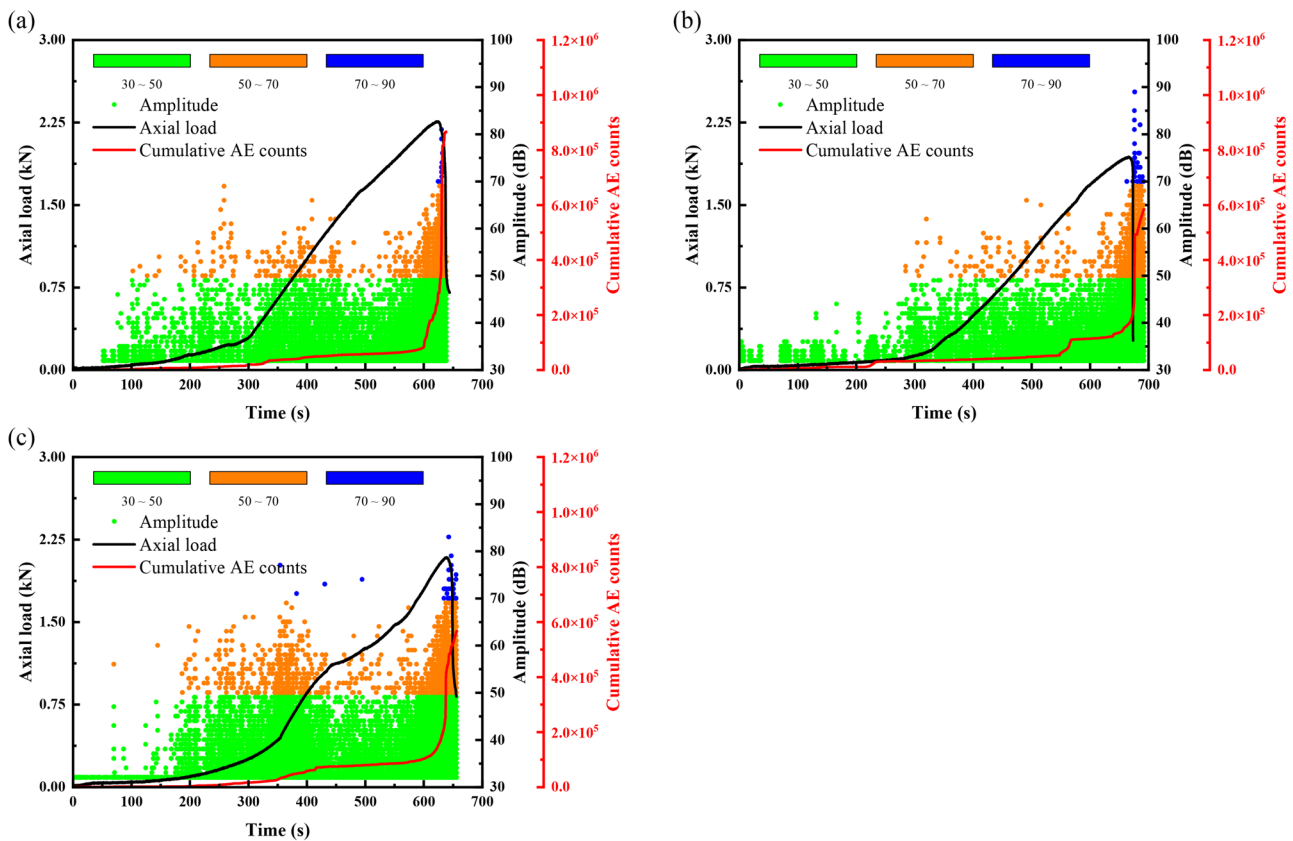 (a)
3.00
2.25
1.50
0.75
0.00
Axial load (kN)
30 ~ 50
50 ~ 70
70 ~ 90
Amplitude
Axial load
Cumulative AE counts
0 100 200 300 400 500 600 700
Time (s)
100
90
80
70
60
50
40
30
Amplitude (dB)
1.2×10⁶
1.0×10⁶
8.0×10⁵
6.0×10⁵
4.0×10⁵
2.0×10⁵
0.0
Cumulative AE counts
(b)
3.00
2.25
1.50
0.75
0.00
Axial load (kN)
30 ~ 50
50 ~ 70
70 ~ 90
Amplitude
Axial load
Cumulative AE counts
0 100 200 300 400 500 600 700
Time (s)
100
90
80
70
60
50
40
30
Amplitude (dB)
1.2×10⁶
1.0×10⁶
8.0×10⁵
6.0×10⁵
4.0×10⁵
2.0×10⁵
0.0
Cumulative AE counts
(c)
3.00
2.25
1.50
0.75
0.00
Axial load (kN)
30 ~ 50
50 ~ 70
70 ~ 90
Amplitude
Axial load
Cumulative AE counts
0 100 200 300 400 500 600 700
Time (s)
100
90
80
70
60
50
40
30
Amplitude (dB)
1.2×10⁶
1.0×10⁶
8.0×10⁵
6.0×10⁵
4.0×10⁵
2.0×10⁵
0.0
Cumulative AE counts